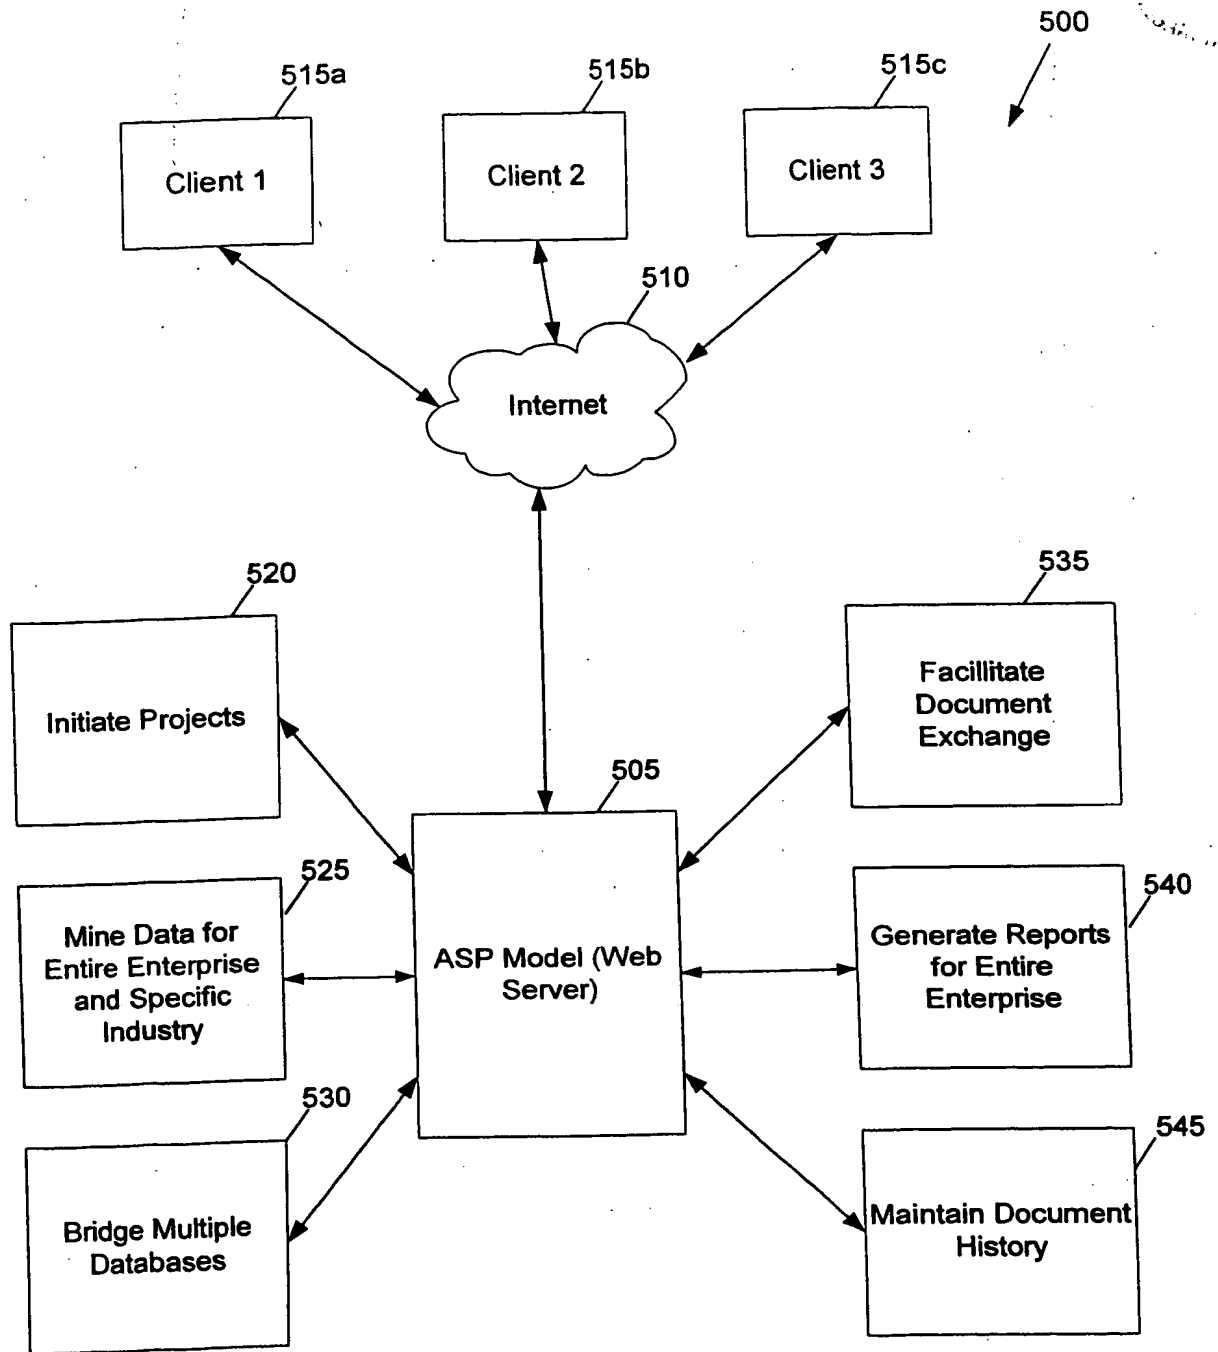 500
515a
515b
515c
Client 1
Client 2
Client 3
510
Internet
520
535
Initiate Projects
Facillitate
Document
Exchange
505
525
540
Mine Data for
Entire Enterprise
and Specific
Industry
ASP Model (Web
Server)
Generate Reports
for Entire
Enterprise
530
545
Bridge Multiple
Databases
Maintain Document
History